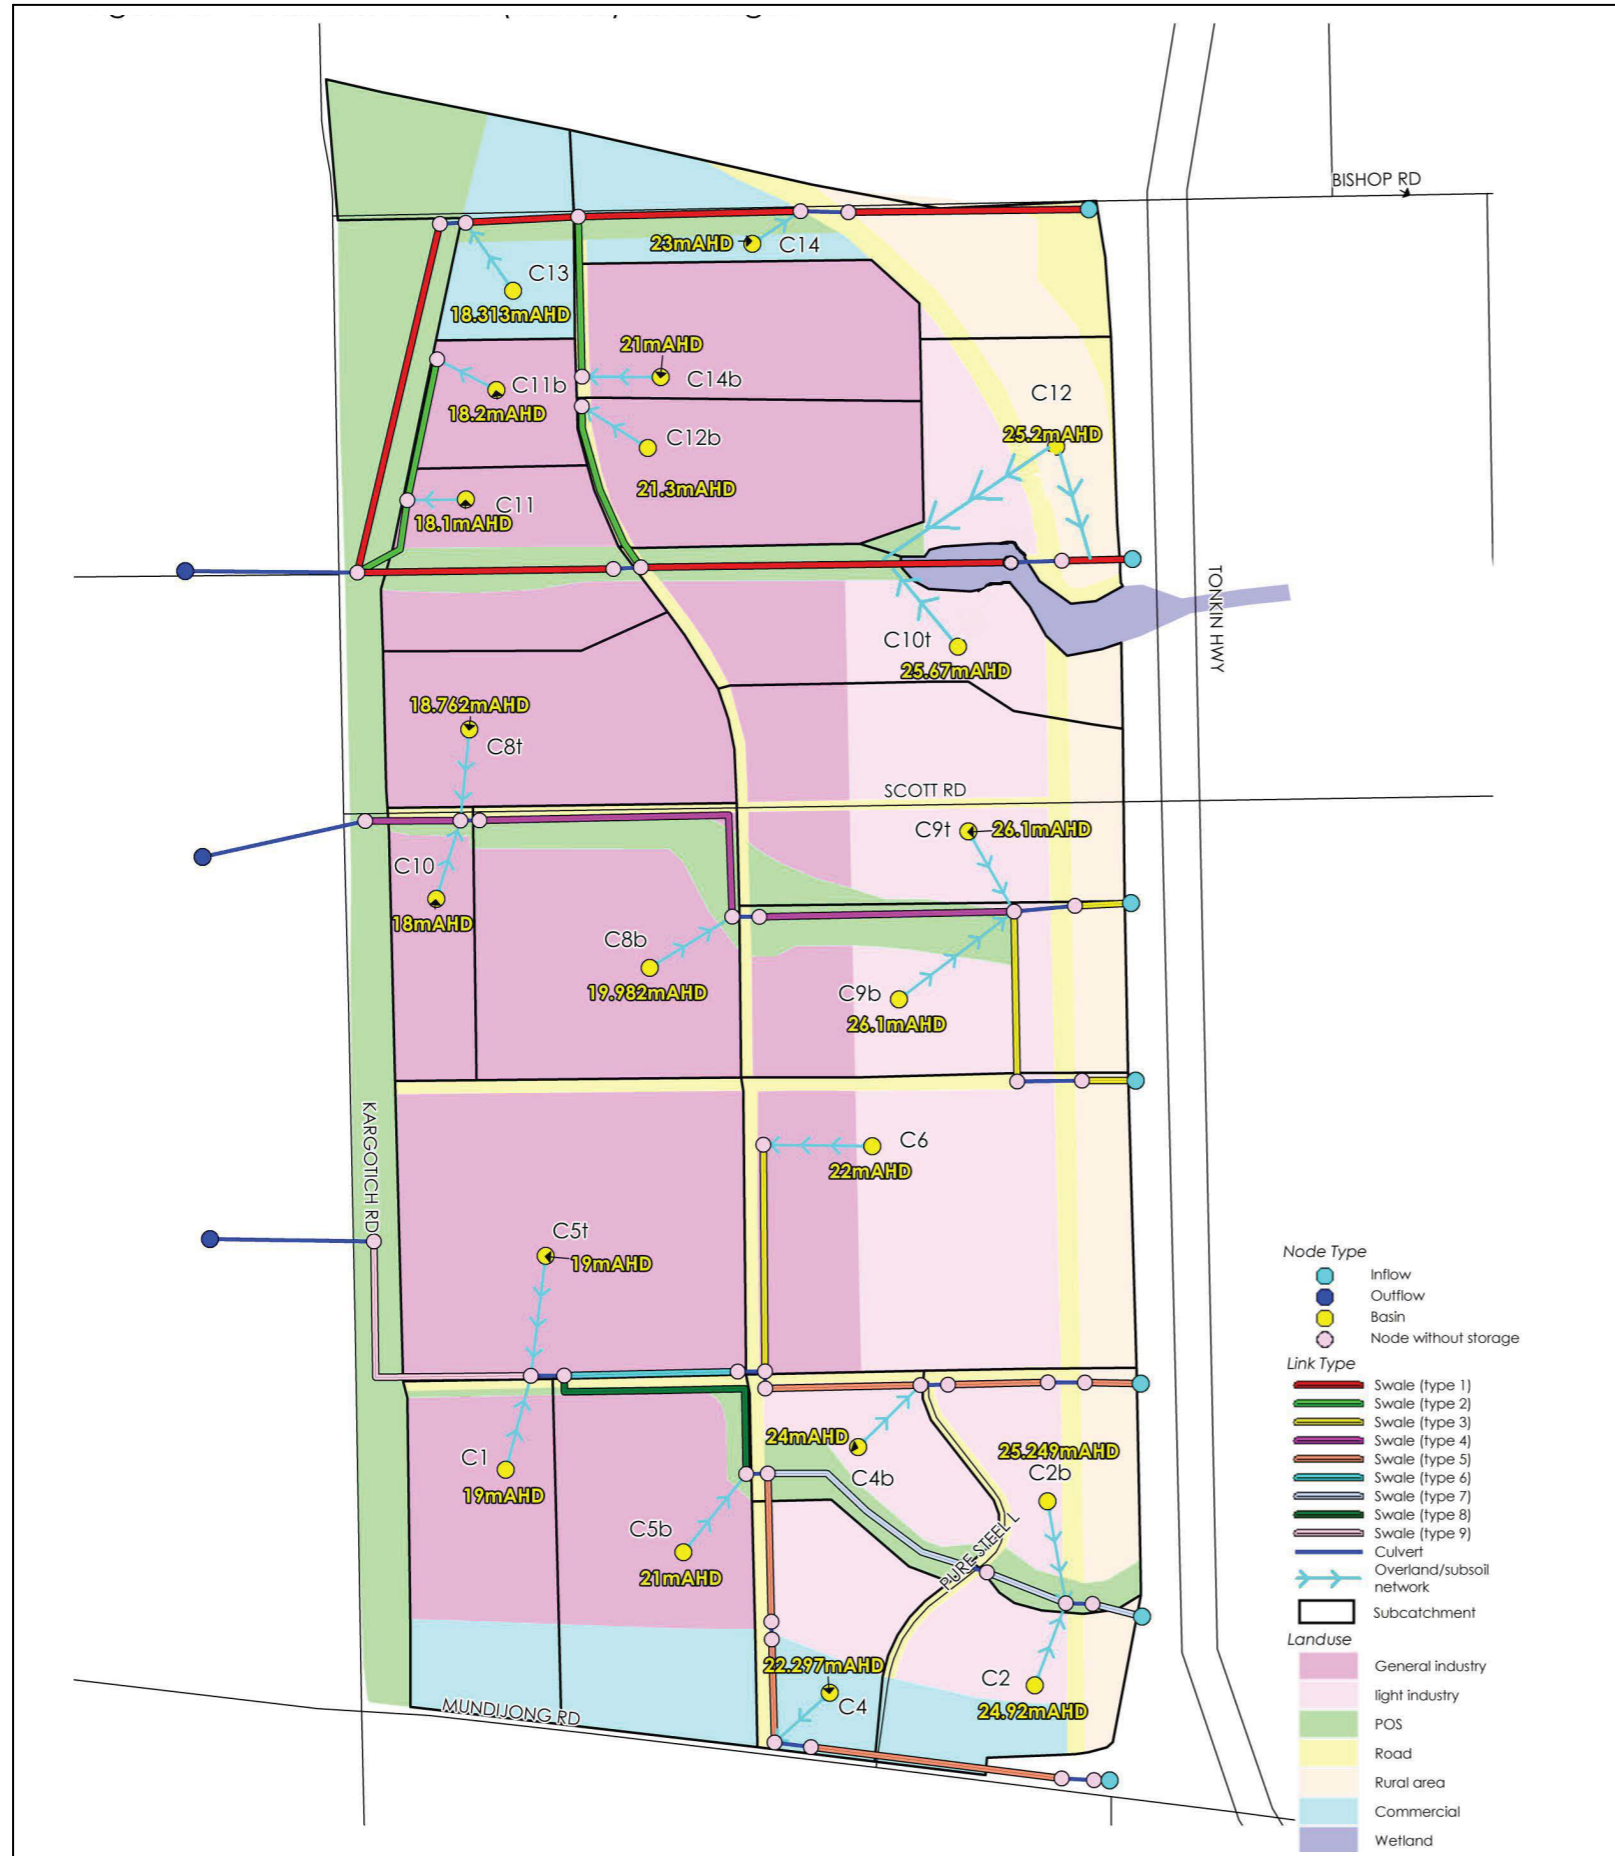 BISHOP RD
23mAHD
C14
C13
18.313mAHD
21mAHD
C14b
C11b
18.2mAHD
C12
25.2mAHD
C12b
21.3mAHD
C11
18.1mAHD
TONKIN HWY
C10t
25.67mAHD
18.762mAHD
C8t
SCOTT RD
C9t
26.1mAHD
C10
18mAHD
C8b
19.982mAHD
C9b
26.1mAHD
KARGOTICH RD
C6
22mAHD
C5t
19mAHD
C1
19mAHD
24mAHD
C4b
25.249mAHD
C2b
C5b
21mAHD
PURE STEEL L
22.297mAHD
C4
C2
24.92mAHD
MUNDIJONG RD
Node Type
Inflow
Outflow
Basin
Node without storage
Link Type
Swale (type 1)
Swale (type 2)
Swale (type 3)
Swale (type 4)
Swale (type 5)
Swale (type 6)
Swale (type 7)
Swale (type 8)
Swale (type 9)
Culvert
Overland/subsoil
network
Subcatchment
Landuse
General industry
light industry
POS
Road
Rural area
Commercial
Wetland